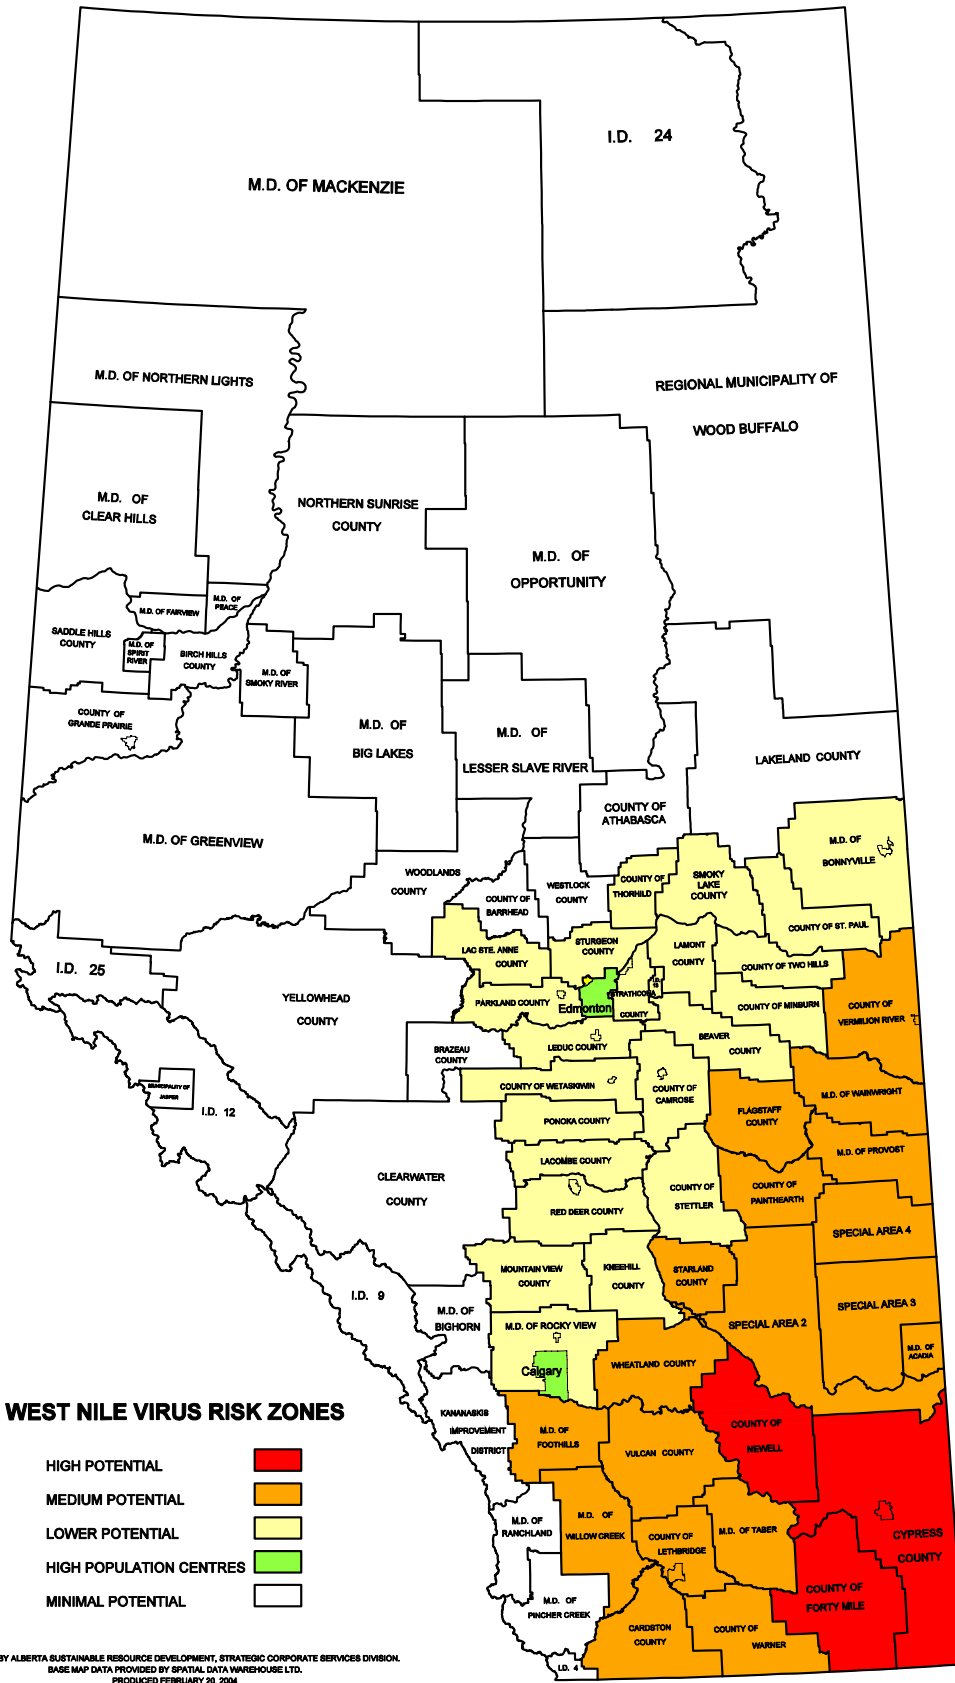 I.D. 24
M.D. OF MACKENZIE
M.D. OF NORTHERN LIGHTS
REGIONAL MUNICIPALITY OF
WOOD BUFFALO
M.D. OF
CLEAR HILLS
NORTHERN SUNRISE
COUNTY
M.D. OF
OPPORTUNITY
M.D. OF FAIRVIEW
M.D. OF
PEACE
SADDLE HILLS
COUNTY
M.D. OF
SPIRIT
RIVER
BIRCH HILLS
COUNTY
M.D. OF
SMOKY RIVER
COUNTY OF
GRANDE PRAIRIE
M.D. OF
BIG LAKES
M.D. OF
LESSER SLAVE RIVER
LAKELAND COUNTY
COUNTY OF
ATHABASCA
M.D. OF GREENVIEW
M.D. OF
BONNYVILLE
WOODLANDS
COUNTY
WESTLOCK
COUNTY
COUNTY OF
THORHILD
SMOKY
LAKE
COUNTY
COUNTY OF
BARRHEAD
COUNTY OF ST. PAUL
LAC STE. ANNE
COUNTY
STURGEON
COUNTY
LAMONT
COUNTY
COUNTY OF TWO HILLS
I.D. 25
YELLOWHEAD
COUNTY
PARKLAND COUNTY
Edmonton
STRATHCONA
COUNTY
COUNTY OF MINBURN
COUNTY OF
VERMILION RIVER
BRAZEAU
COUNTY
LEDUC COUNTY
BEAVER
COUNTY
MUNICIPALITY OF
JASPER
I.D. 12
COUNTY OF WETASKIWIN
COUNTY OF
CAMROSE
M.D. OF WAINWRIGHT
PONOKA COUNTY
FLAGSTAFF
COUNTY
LACOMBE COUNTY
M.D. OF PROVOST
CLEARWATER
COUNTY
COUNTY OF
STETTLER
COUNTY OF
PAINTHEARTH
RED DEER COUNTY
SPECIAL AREA 4
MOUNTAIN VIEW
COUNTY
KNEEHILL
COUNTY
STARLAND
COUNTY
I.D. 9
M.D. OF
BIGHORN
M.D. OF ROCKY VIEW
SPECIAL AREA 2
SPECIAL AREA 3
M.D. OF
ACADIA
Calgary
WHEATLAND COUNTY
KANANASKIS
IMPROVEMENT
DISTRICT
M.D. OF
FOOTHILLS
VULCAN COUNTY
COUNTY OF
NEWELL
M.D. OF
RANCHLAND
M.D. OF
WILLOW CREEK
COUNTY OF
LETHBRIDGE
M.D. OF TABER
CYPRESS
COUNTY
M.D. OF
PINCHER CREEK
COUNTY OF
FORTY MILE
CARDSTON
COUNTY
COUNTY OF
WARNER
I.D. 4
WEST NILE VIRUS RISK ZONES
HIGH POTENTIAL
MEDIUM POTENTIAL
LOWER POTENTIAL
HIGH POPULATION CENTRES
MINIMAL POTENTIAL
BY ALBERTA SUSTAINABLE RESOURCE DEVELOPMENT, STRATEGIC CORPORATE SERVICES DIVISION.
BASE MAP DATA PROVIDED BY SPATIAL DATA WAREHOUSE LTD.
PRODUCED FEBRUARY 20, 2004